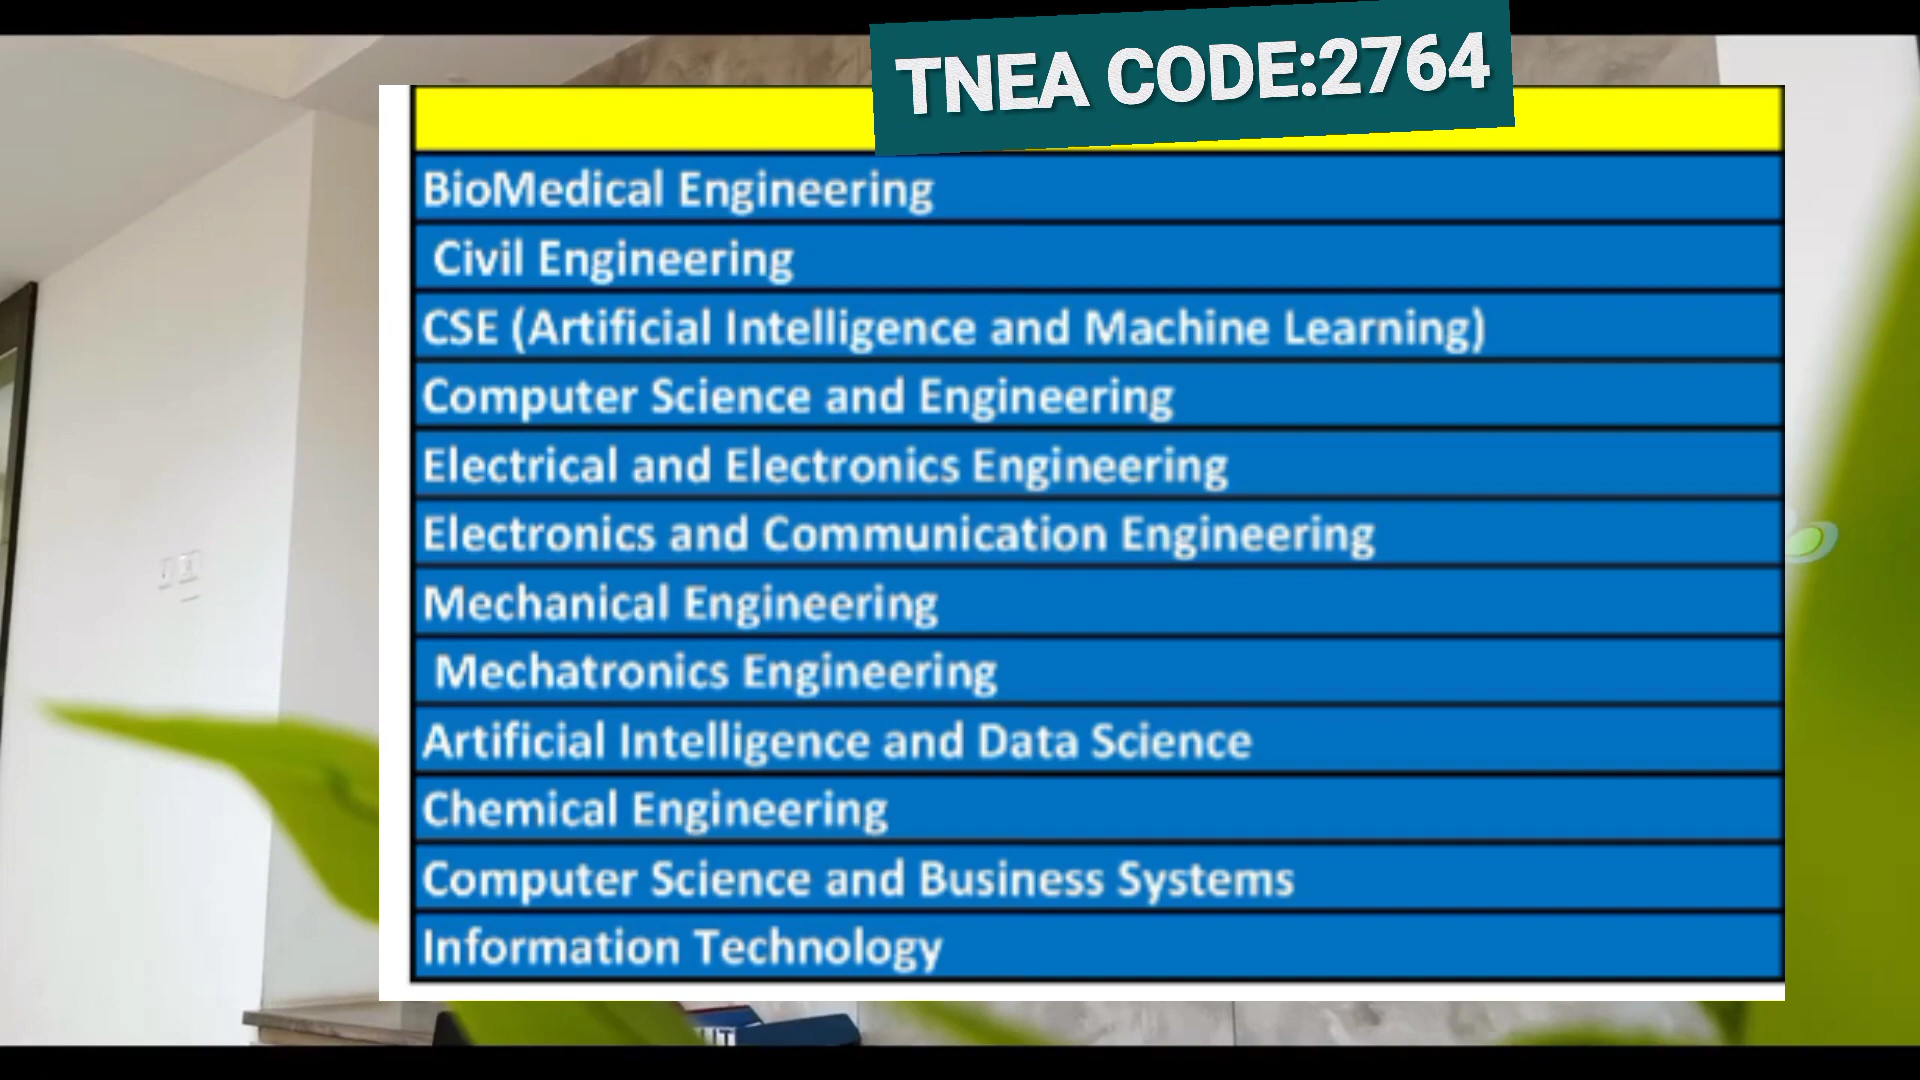 TNEA CODE:2764
BioMedical Engineering
Civil Engineering
CSE (Artificial Intelligence and Machine Learning)
Computer Science and Engineering
Electrical and Electronics Engineering
Electronics and Communication Engineering
Mechanical Engineering
Mechatronics Engineering
Artificial Intelligence and Data Science
Chemical Engineering
Computer Science and Business Systems
Information Technology